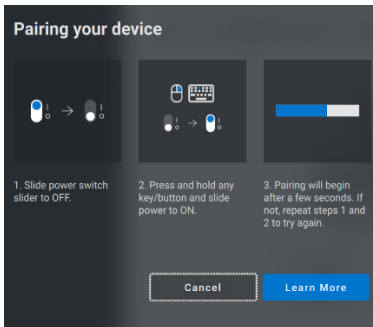 Pairing your device
1. Slide power switch
slider to OFF.
2. Press and hold any
key/button and slide
power to ON.
3. Pairing will begin
after a few seconds. If
not, repeat steps 1 and
2 to try again.
Cancel
Learn More